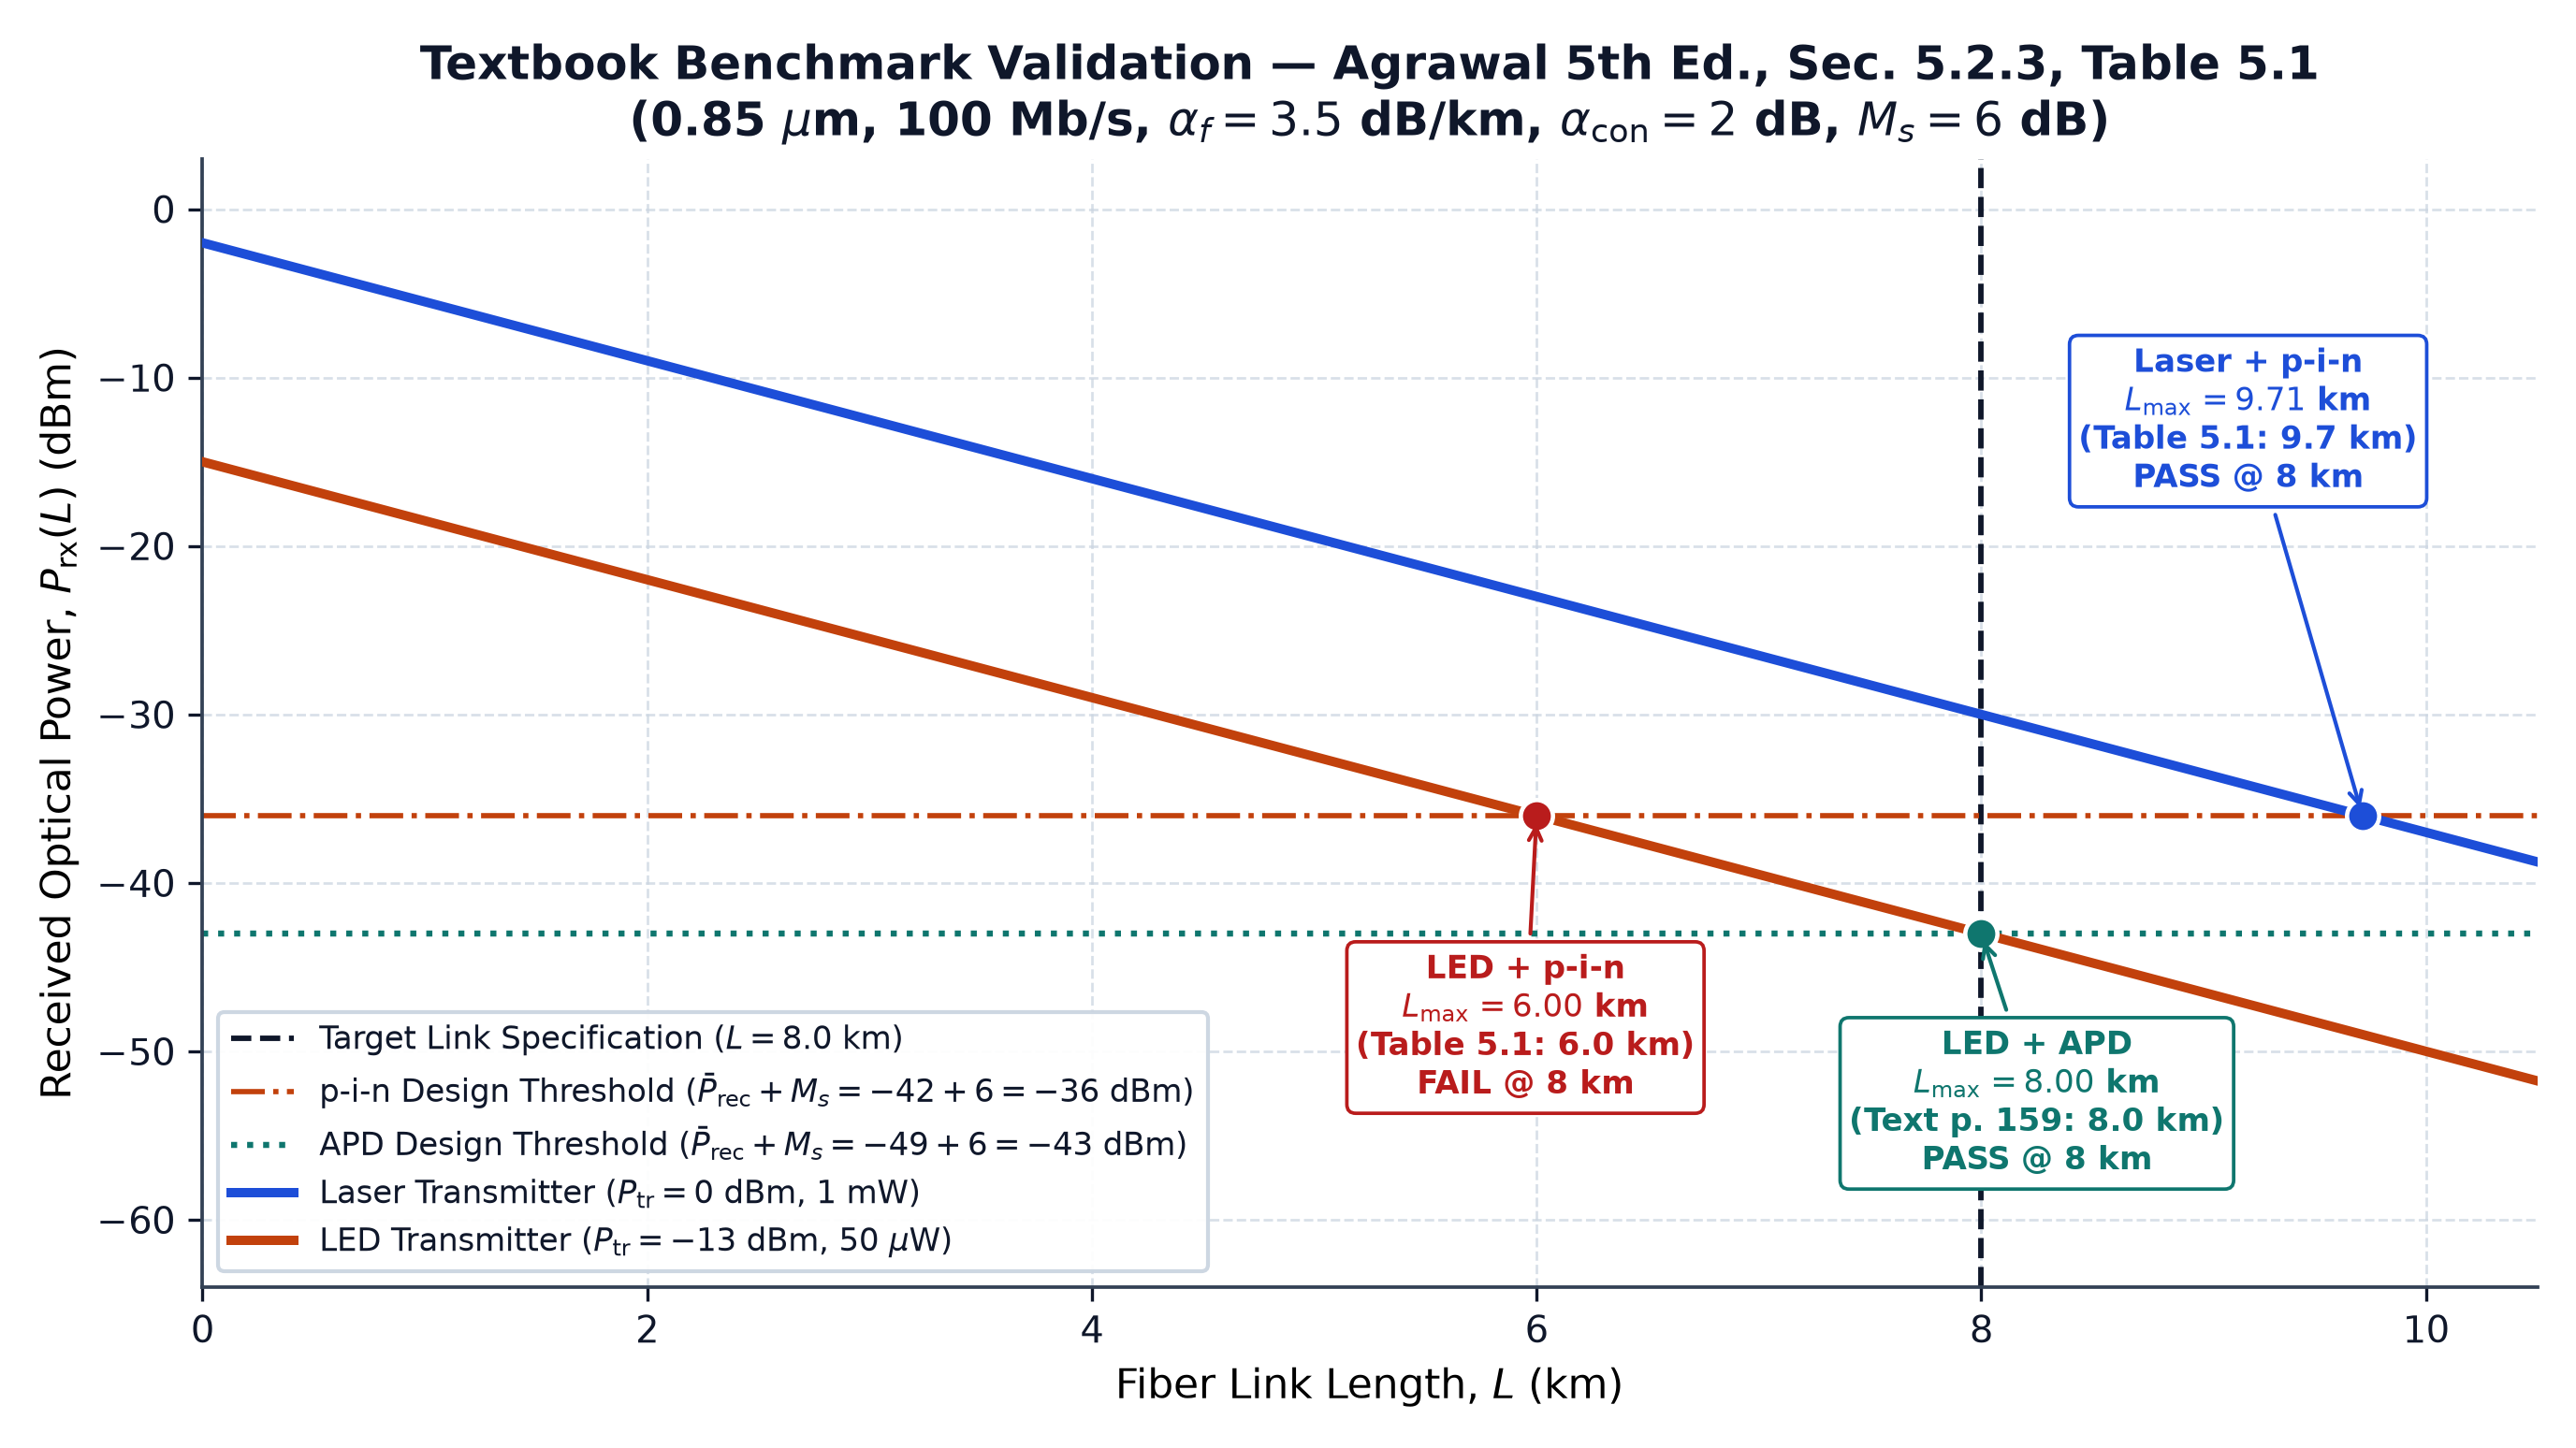 Textbook Benchmark Validation — Agrawal 5th Ed., Sec. 5.2.3, Table 5.1
(0.85 μm, 100 Mb/s, α_f = 3.5 dB/km, α_con = 2 dB, M_s = 6 dB)
Received Optical Power, P_rx(L) (dBm)
0
−10
−20
−30
−40
−50
−60
Laser + p-i-n
L_max = 9.71 km
(Table 5.1: 9.7 km)
PASS @ 8 km
LED + p-i-n
L_max = 6.00 km
(Table 5.1: 6.0 km)
FAIL @ 8 km
LED + APD
L_max = 8.00 km
(Text p. 159: 8.0 km)
PASS @ 8 km
Target Link Specification (L = 8.0 km)
p-i-n Design Threshold (P̄_rec + M_s = −42 + 6 = −36 dBm)
APD Design Threshold (P̄_rec + M_s = −49 + 6 = −43 dBm)
Laser Transmitter (P_tr = 0 dBm, 1 mW)
LED Transmitter (P_tr = −13 dBm, 50 μW)
0 2 4 6 8 10
Fiber Link Length, L (km)